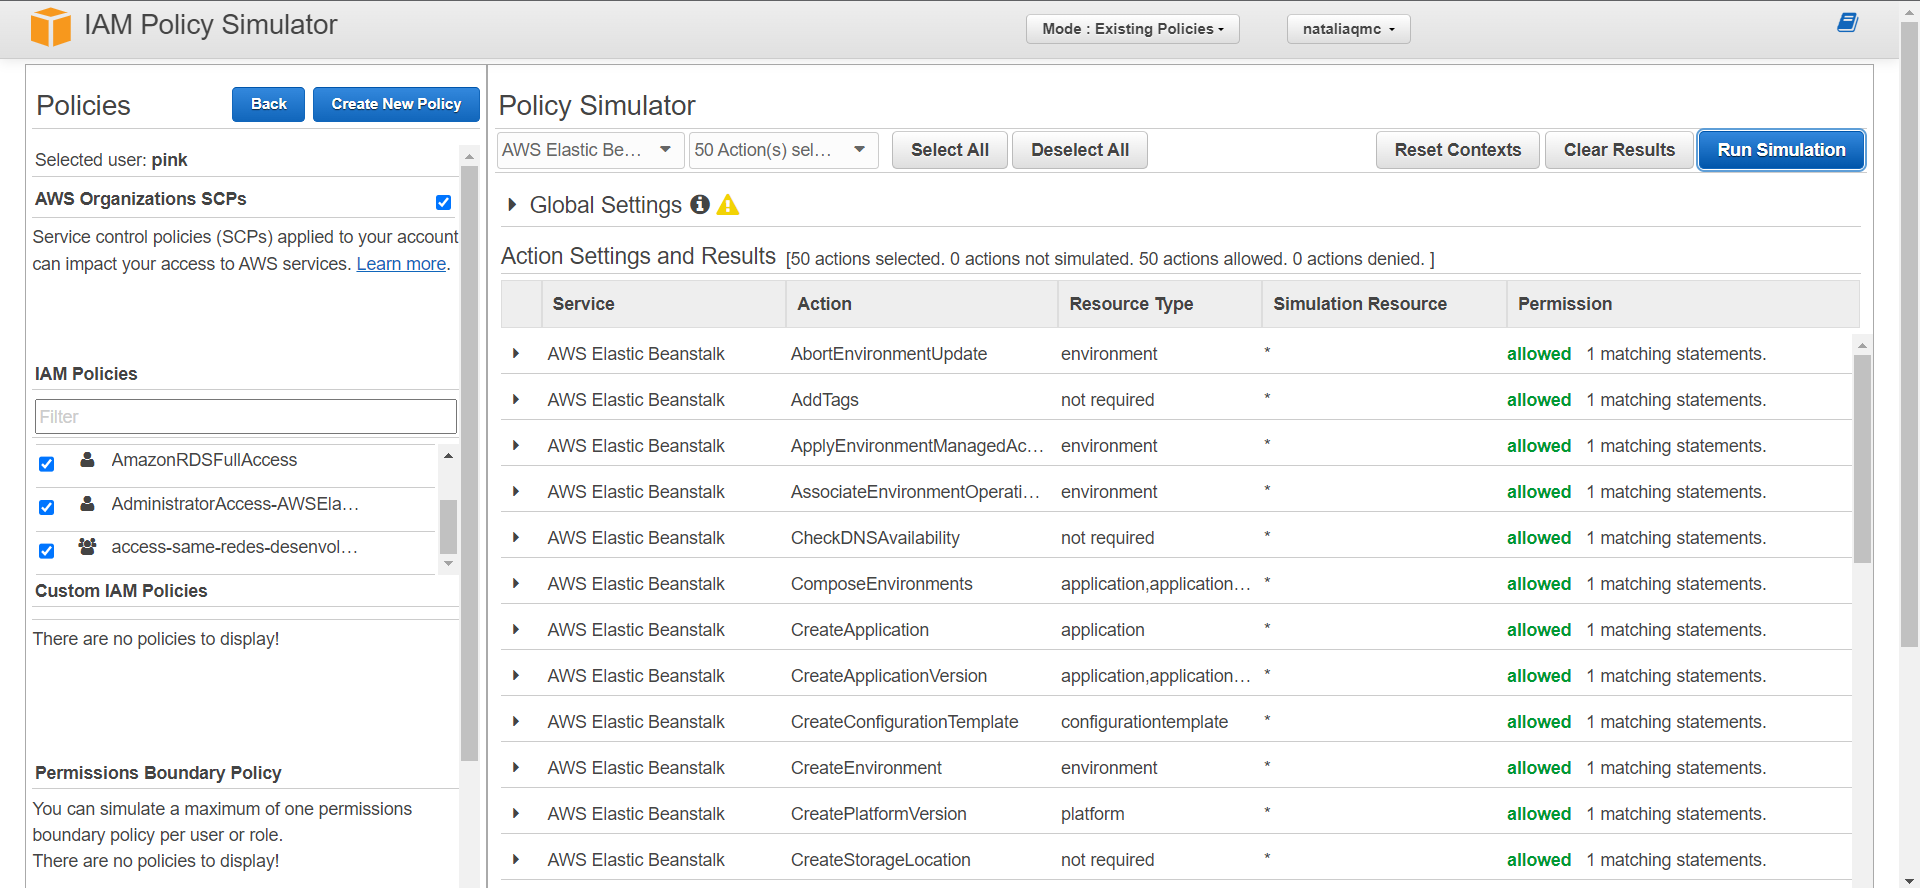 IAM Policy Simulator
Mode : Existing Policies
nataliaqmc
Policies
Back
Create New Policy
Selected user: pink
AWS Organizations SCPs
Service control policies (SCPs) applied to your account
can impact your access to AWS services. Learn more.
IAM Policies
Filter
AmazonRDSFullAccess
AdministratorAccess-AWSEla...
access-same-redes-desenvol...
Custom IAM Policies
There are no policies to display!
Permissions Boundary Policy
You can simulate a maximum of one permissions
boundary policy per user or role.
There are no policies to display!
Policy Simulator
AWS Elastic Be...
50 Action(s) sel...
Select All
Deselect All
Reset Contexts
Clear Results
Run Simulation
Global Settings
Action Settings and Results [50 actions selected. 0 actions not simulated. 50 actions allowed. 0 actions denied. ]
Service Action Resource Type Simulation Resource Permission
AWS Elastic Beanstalk AbortEnvironmentUpdate environment * allowed 1 matching statements.
AWS Elastic Beanstalk AddTags not required * allowed 1 matching statements.
AWS Elastic Beanstalk ApplyEnvironmentManagedAc... environment * allowed 1 matching statements.
AWS Elastic Beanstalk AssociateEnvironmentOperati... environment * allowed 1 matching statements.
AWS Elastic Beanstalk CheckDNSAvailability not required * allowed 1 matching statements.
AWS Elastic Beanstalk ComposeEnvironments application,application... * allowed 1 matching statements.
AWS Elastic Beanstalk CreateApplication application * allowed 1 matching statements.
AWS Elastic Beanstalk CreateApplicationVersion application,application... * allowed 1 matching statements.
AWS Elastic Beanstalk CreateConfigurationTemplate configurationtemplate * allowed 1 matching statements.
AWS Elastic Beanstalk CreateEnvironment environment * allowed 1 matching statements.
AWS Elastic Beanstalk CreatePlatformVersion platform * allowed 1 matching statements.
AWS Elastic Beanstalk CreateStorageLocation not required * allowed 1 matching statements.